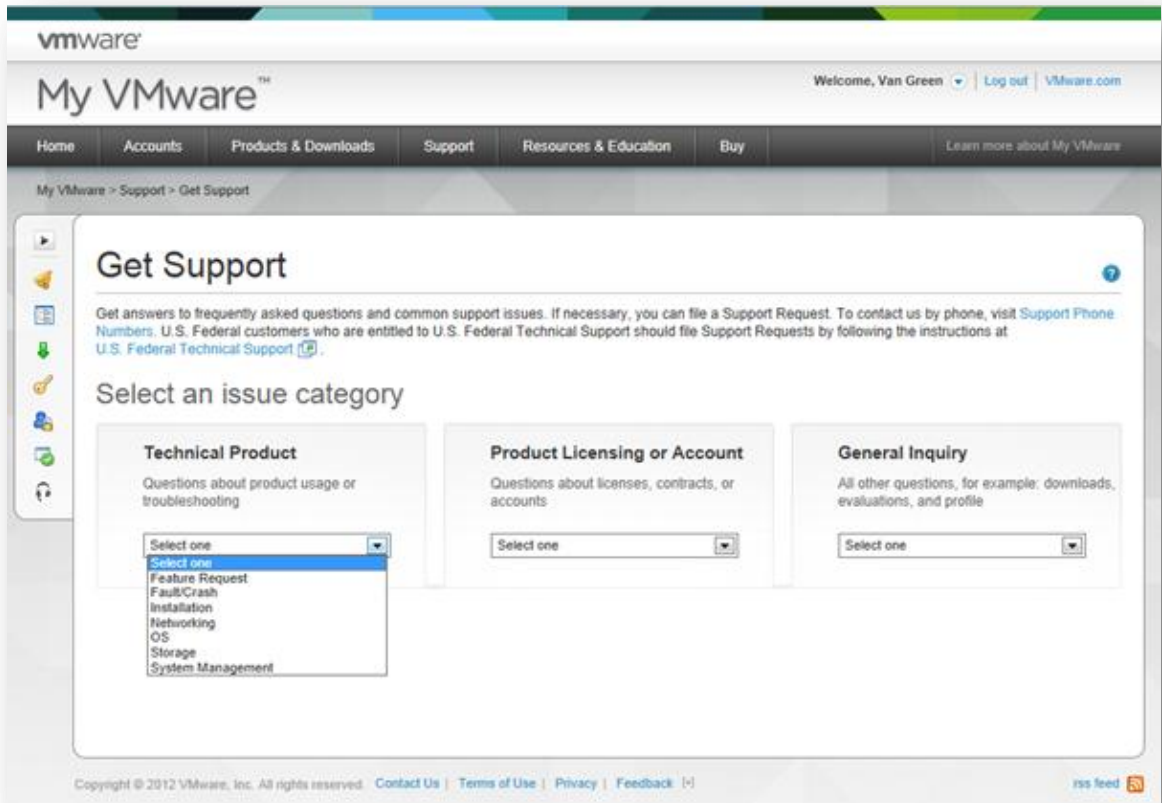 vmware
My VMware™
Welcome, Van Green | Log out | VMware.com
Home Accounts Products & Downloads Support Resources & Education Buy Learn more about My VMware
My VMware > Support > Get Support
Get Support
?
Get answers to frequently asked questions and common support issues. If necessary, you can file a Support Request. To contact us by phone, visit Support Phone
Numbers. U.S. Federal customers who are entitled to U.S. Federal Technical Support should file Support Requests by following the instructions at
U.S. Federal Technical Support .
Select an issue category
Technical Product
Questions about product usage or
troubleshooting
Select one
Select one
Feature Request
Fault/Crash
Installation
Networking
OS
Storage
System Management
Product Licensing or Account
Questions about licenses, contracts, or
accounts
Select one
General Inquiry
All other questions, for example: downloads,
evaluations, and profile
Select one
Copyright © 2012 VMware, Inc. All rights reserved. Contact Us | Terms of Use | Privacy | Feedback [+] rss feed